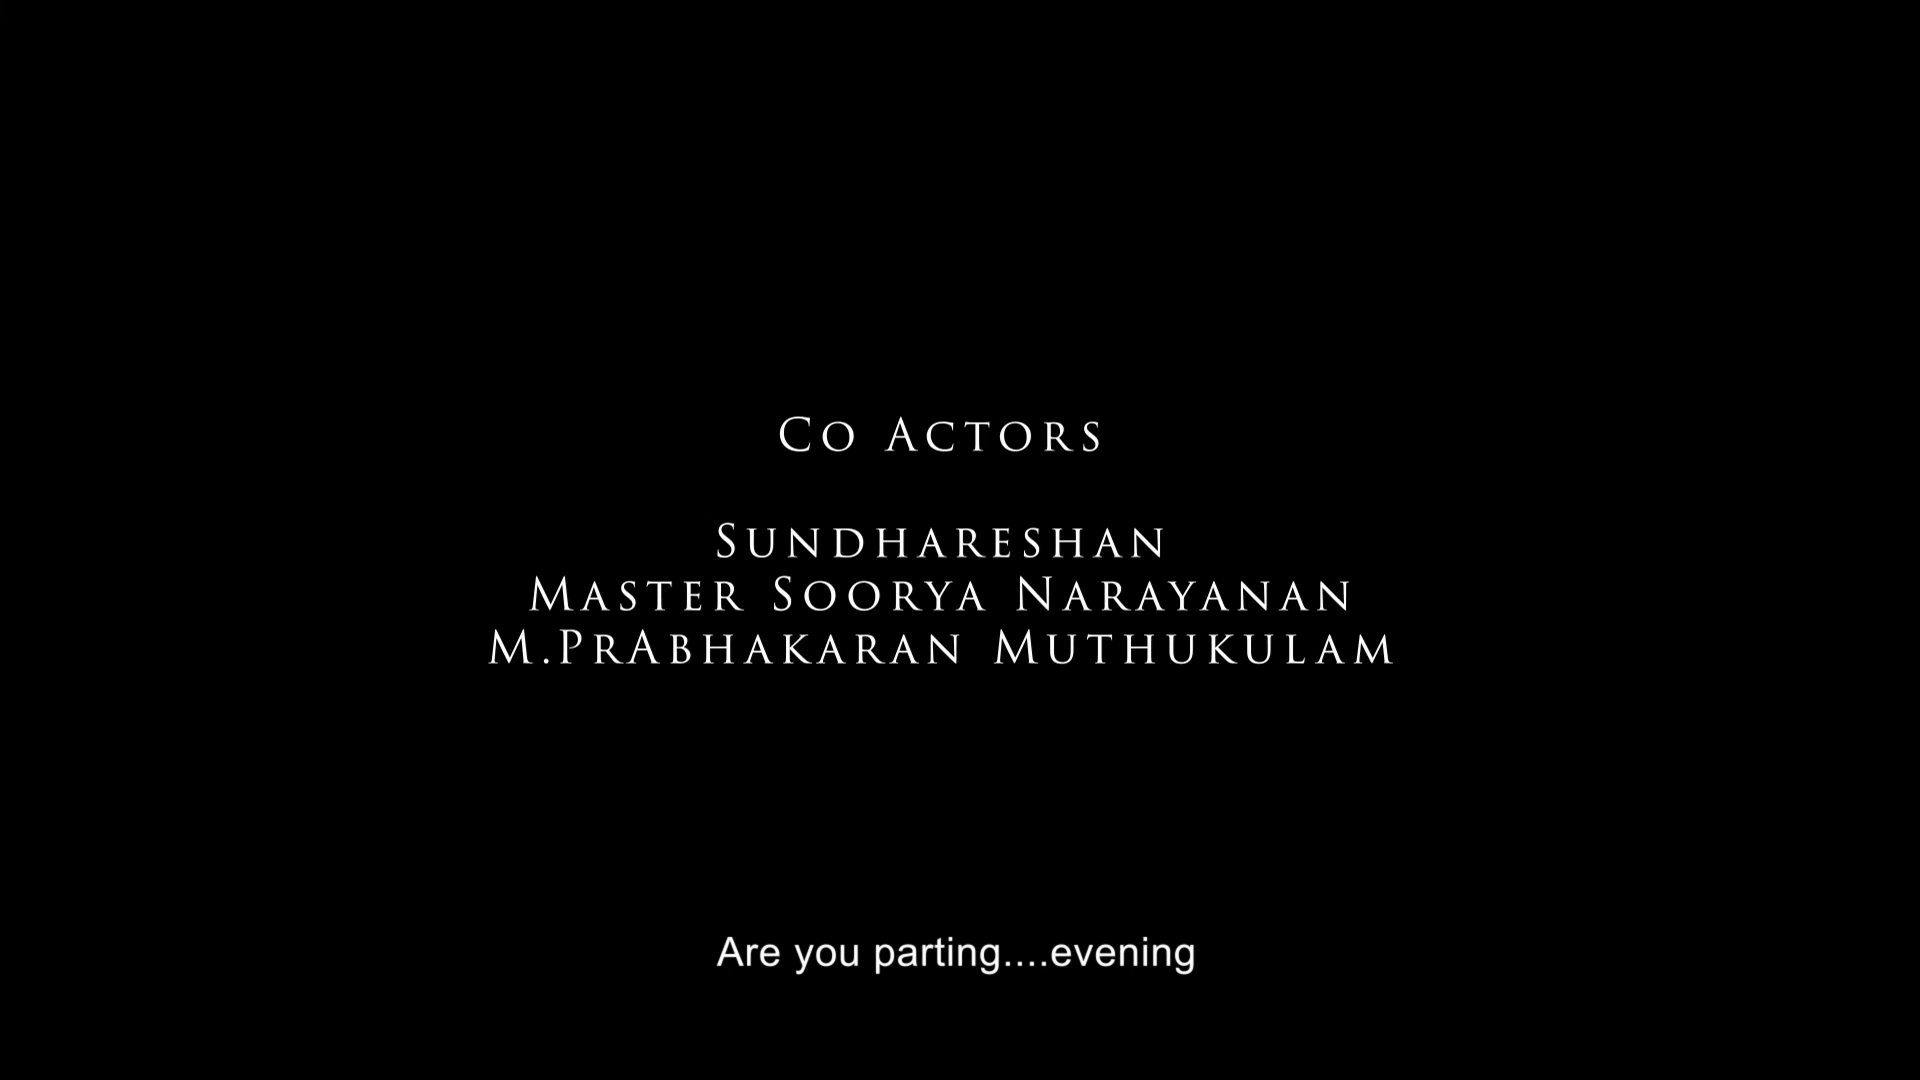 Co Actors
Sundhareshan
Master Soorya Narayanan
M.PrAbhakaran Muthukulam
Are you parting....evening